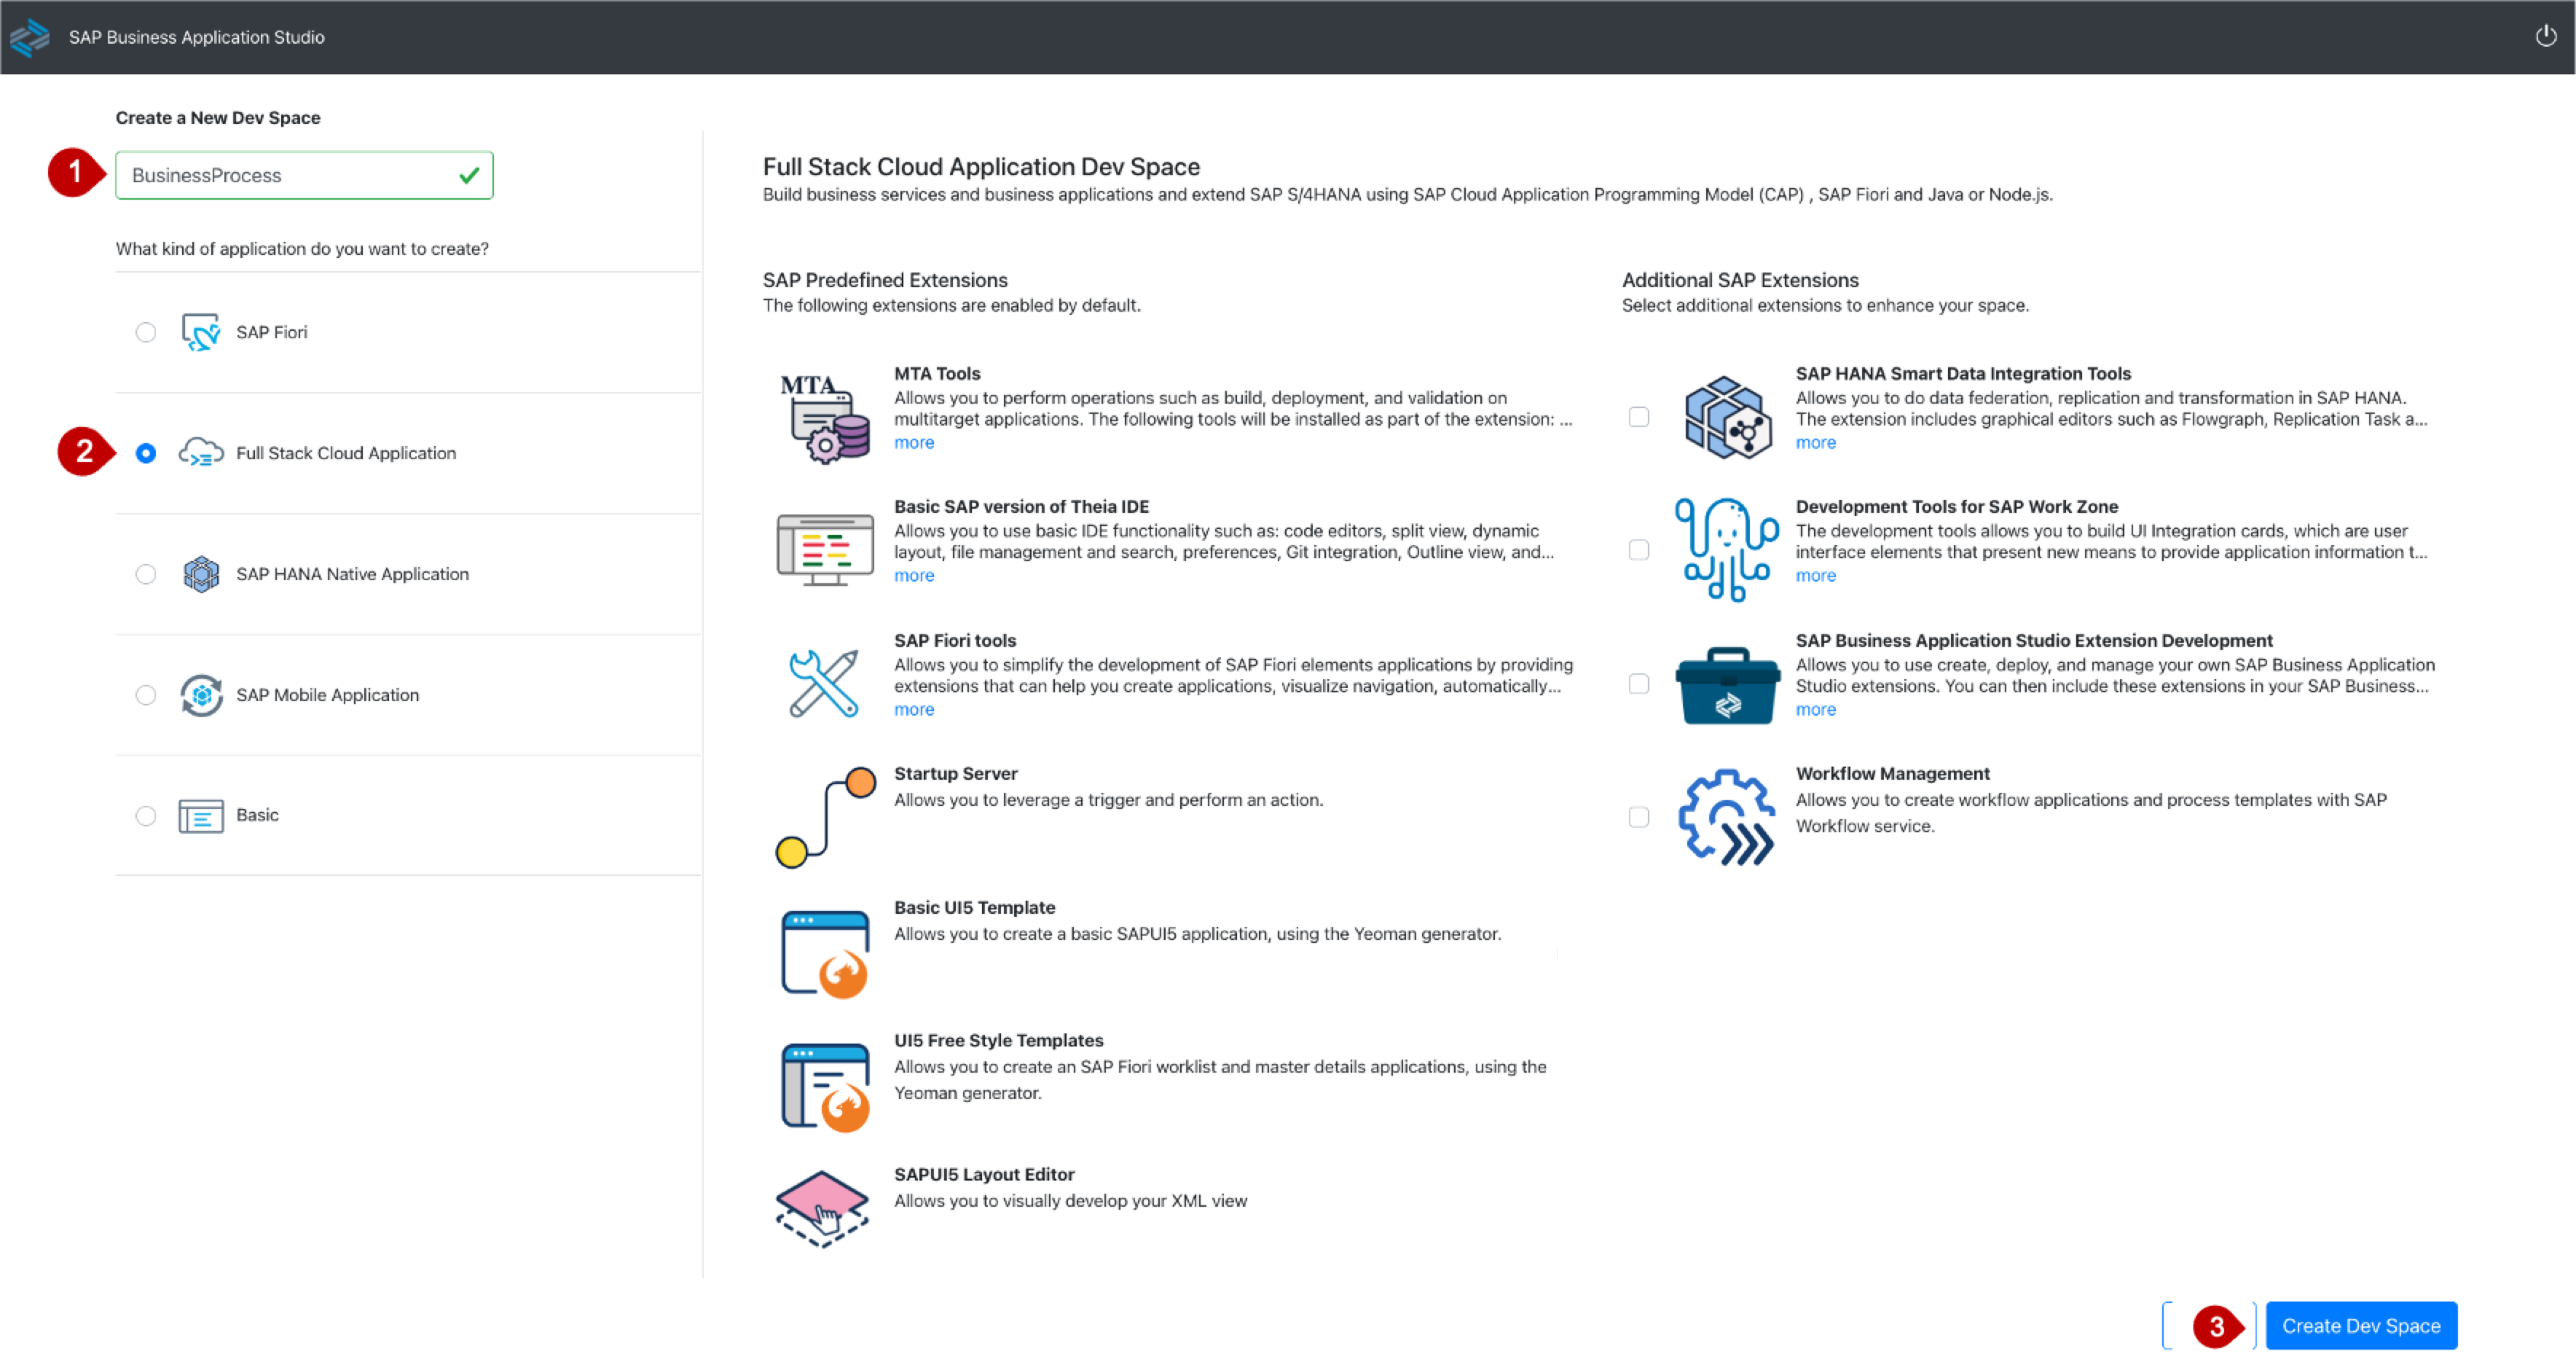 SAP Business Application Studio
Create a New Dev Space
1
BusinessProcess
What kind of application do you want to create?
SAP Fiori
2
Full Stack Cloud Application
SAP HANA Native Application
SAP Mobile Application
Basic
Full Stack Cloud Application Dev Space
Build business services and business applications and extend SAP S/4HANA using SAP Cloud Application Programming Model (CAP) , SAP Fiori and Java or Node.js.
SAP Predefined Extensions
The following extensions are enabled by default.
MTA
MTA Tools
Allows you to perform operations such as build, deployment, and validation on
multitarget applications. The following tools will be installed as part of the extension: ...
more
Basic SAP version of Theia IDE
Allows you to use basic IDE functionality such as: code editors, split view, dynamic
layout, file management and search, preferences, Git integration, Outline view, and...
more
SAP Fiori tools
Allows you to simplify the development of SAP Fiori elements applications by providing
extensions that can help you create applications, visualize navigation, automatically...
more
Startup Server
Allows you to leverage a trigger and perform an action.
Basic UI5 Template
Allows you to create a basic SAPUI5 application, using the Yeoman generator.
UI5 Free Style Templates
Allows you to create an SAP Fiori worklist and master details applications, using the
Yeoman generator.
SAPUI5 Layout Editor
Allows you to visually develop your XML view
Additional SAP Extensions
Select additional extensions to enhance your space.
SAP HANA Smart Data Integration Tools
Allows you to do data federation, replication and transformation in SAP HANA.
The extension includes graphical editors such as Flowgraph, Replication Task a...
more
Development Tools for SAP Work Zone
The development tools allows you to build UI Integration cards, which are user
interface elements that present new means to provide application information t...
more
SAP Business Application Studio Extension Development
Allows you to use create, deploy, and manage your own SAP Business Application
Studio extensions. You can then include these extensions in your SAP Business...
more
Workflow Management
Allows you to create workflow applications and process templates with SAP
Workflow service.
3
Create Dev Space